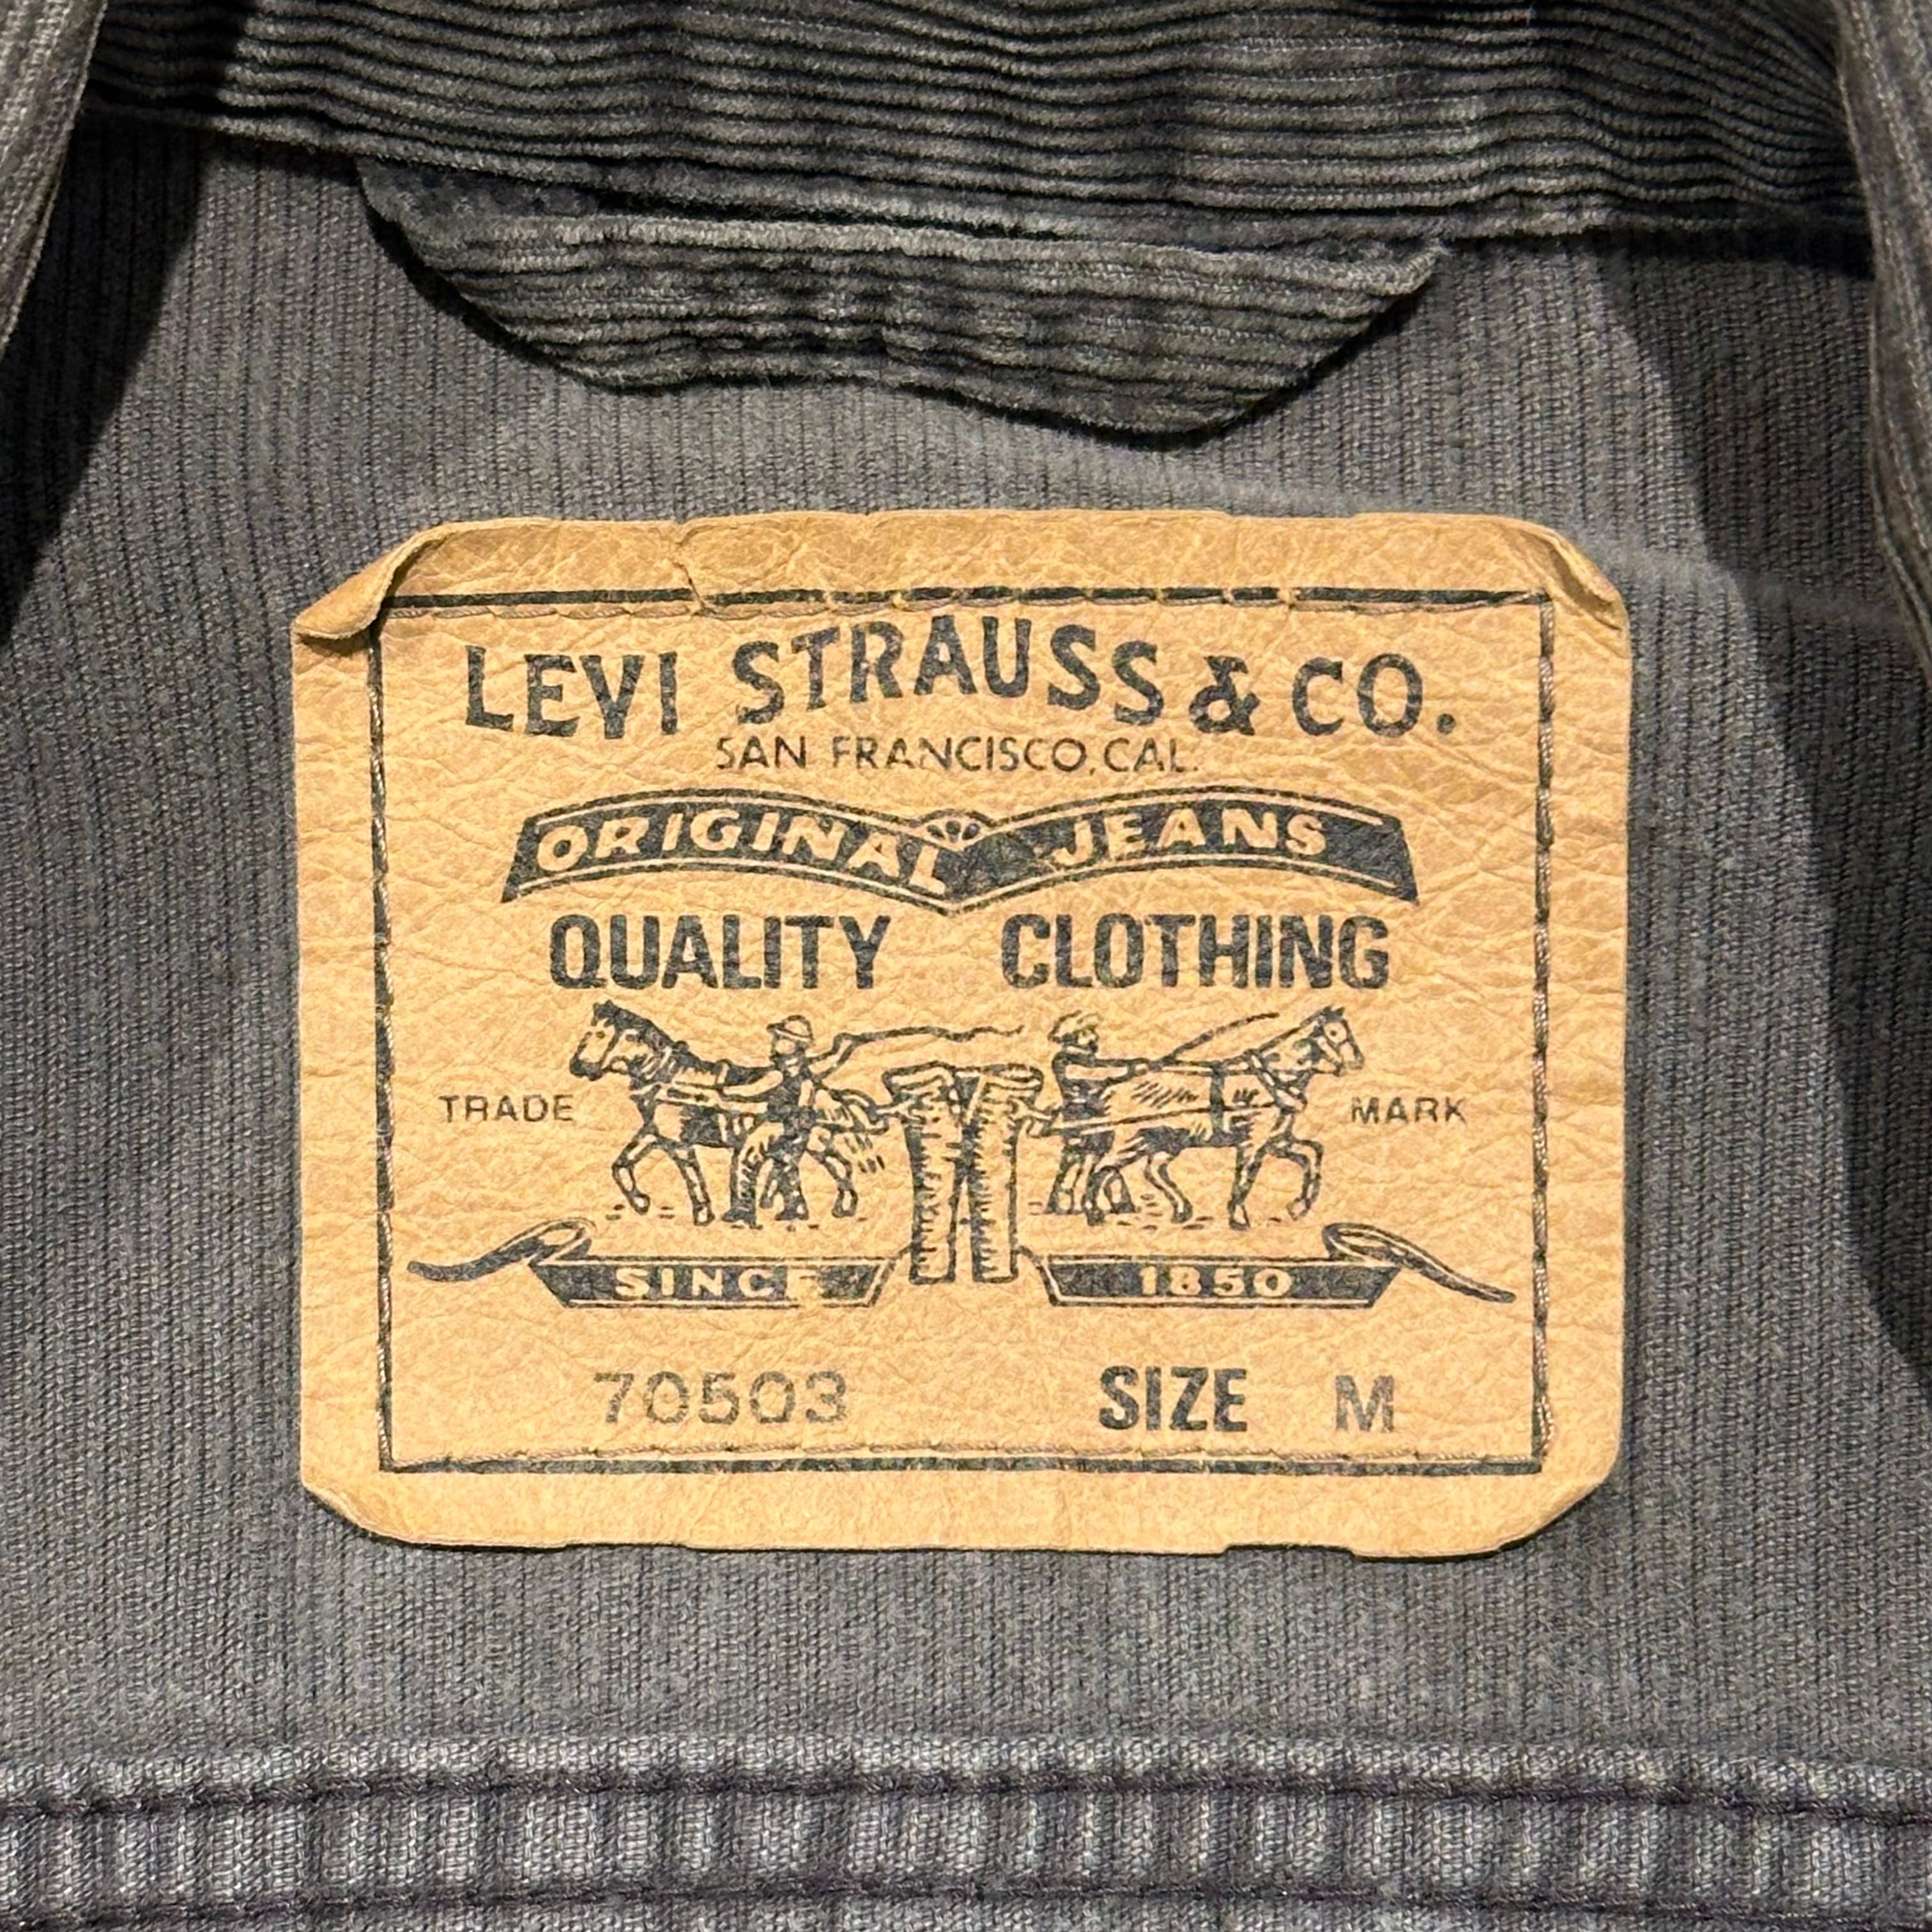 LEVI STRAUSS & CO.
SAN FRANCISCO, CAL.
ORIGINAL JEANS
QUALITY CLOTHING
TRADE MARK
SINCE 1850
70503 SIZE M